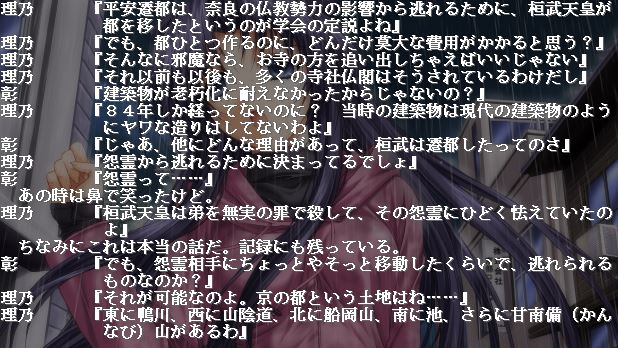 理乃　　『平安遷都は、奈良の仏教勢力の影響から逃れるために、桓武天皇が
都を移したというのが学会の定説よね』
理乃　　『でも、都ひとつ作るのに、どんだけ莫大な費用がかかると思う？』
理乃　　『そんなに邪魔なら、お寺の方を追い出しちゃえばいいじゃない』
理乃　　『それ以前も以後も、多くの寺社仏閣はそうされているわけだし』
彰　　　『建築物が老朽化に耐えなかったからじゃないの？』
理乃　　『８４年しか経ってないのに？　当時の建築物は現代の建築物のよう
にヤワな造りはしてないわよ』
彰　　　『じゃあ、他にどんな理由があって、桓武は遷都したってのさ』
理乃　　『怨霊から逃れるために決まってるでしょ』
彰　　　『怨霊って……』
あの時は鼻で笑ったけど。
理乃　　『桓武天皇は弟を無実の罪で殺して、その怨霊にひどく怯えていたの
よ』
ちなみにこれは本当の話だ。記録にも残っている。
彰　　　『でも、怨霊相手にちょっとやそっと移動したくらいで、逃れられる
ものなのか？』
理乃　　『それが可能なのよ。京の都という土地はね……』
理乃　　『東に鴨川、西に山陰道、北に船岡山、南に池、さらに甘南備（かん
なび）山があるわ』